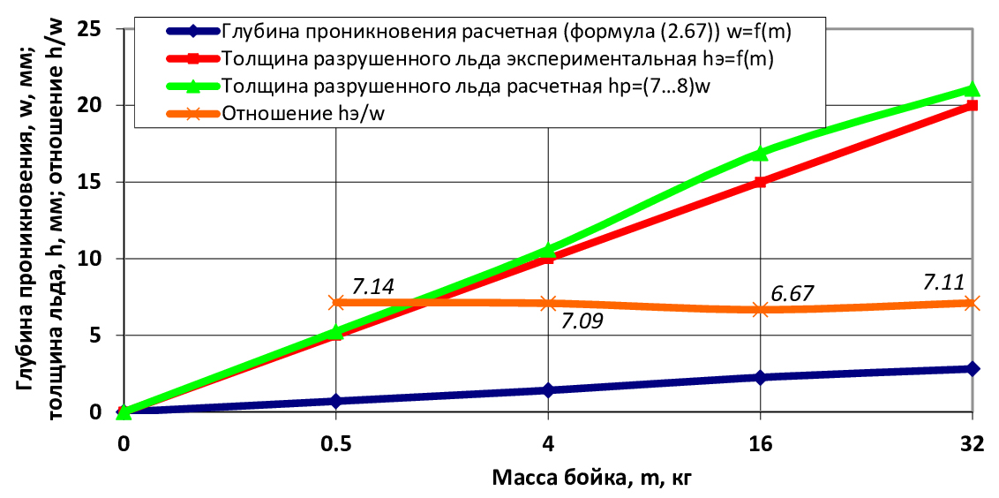 Глубина проникновения, w, мм;
толщина льда, h, мм; отношение h/w
25
20
15
10
5
0
Глубина проникновения расчетная (формула (2.67)) w=f(m)
Толщина разрушенного льда экспериментальная hэ=f(m)
Толщина разрушенного льда расчетная hр=(7...8)w
Отношение hэ/w
7.14
7.09
6.67
7.11
0
0.5
4
16
32
Масса бойка, m, кг